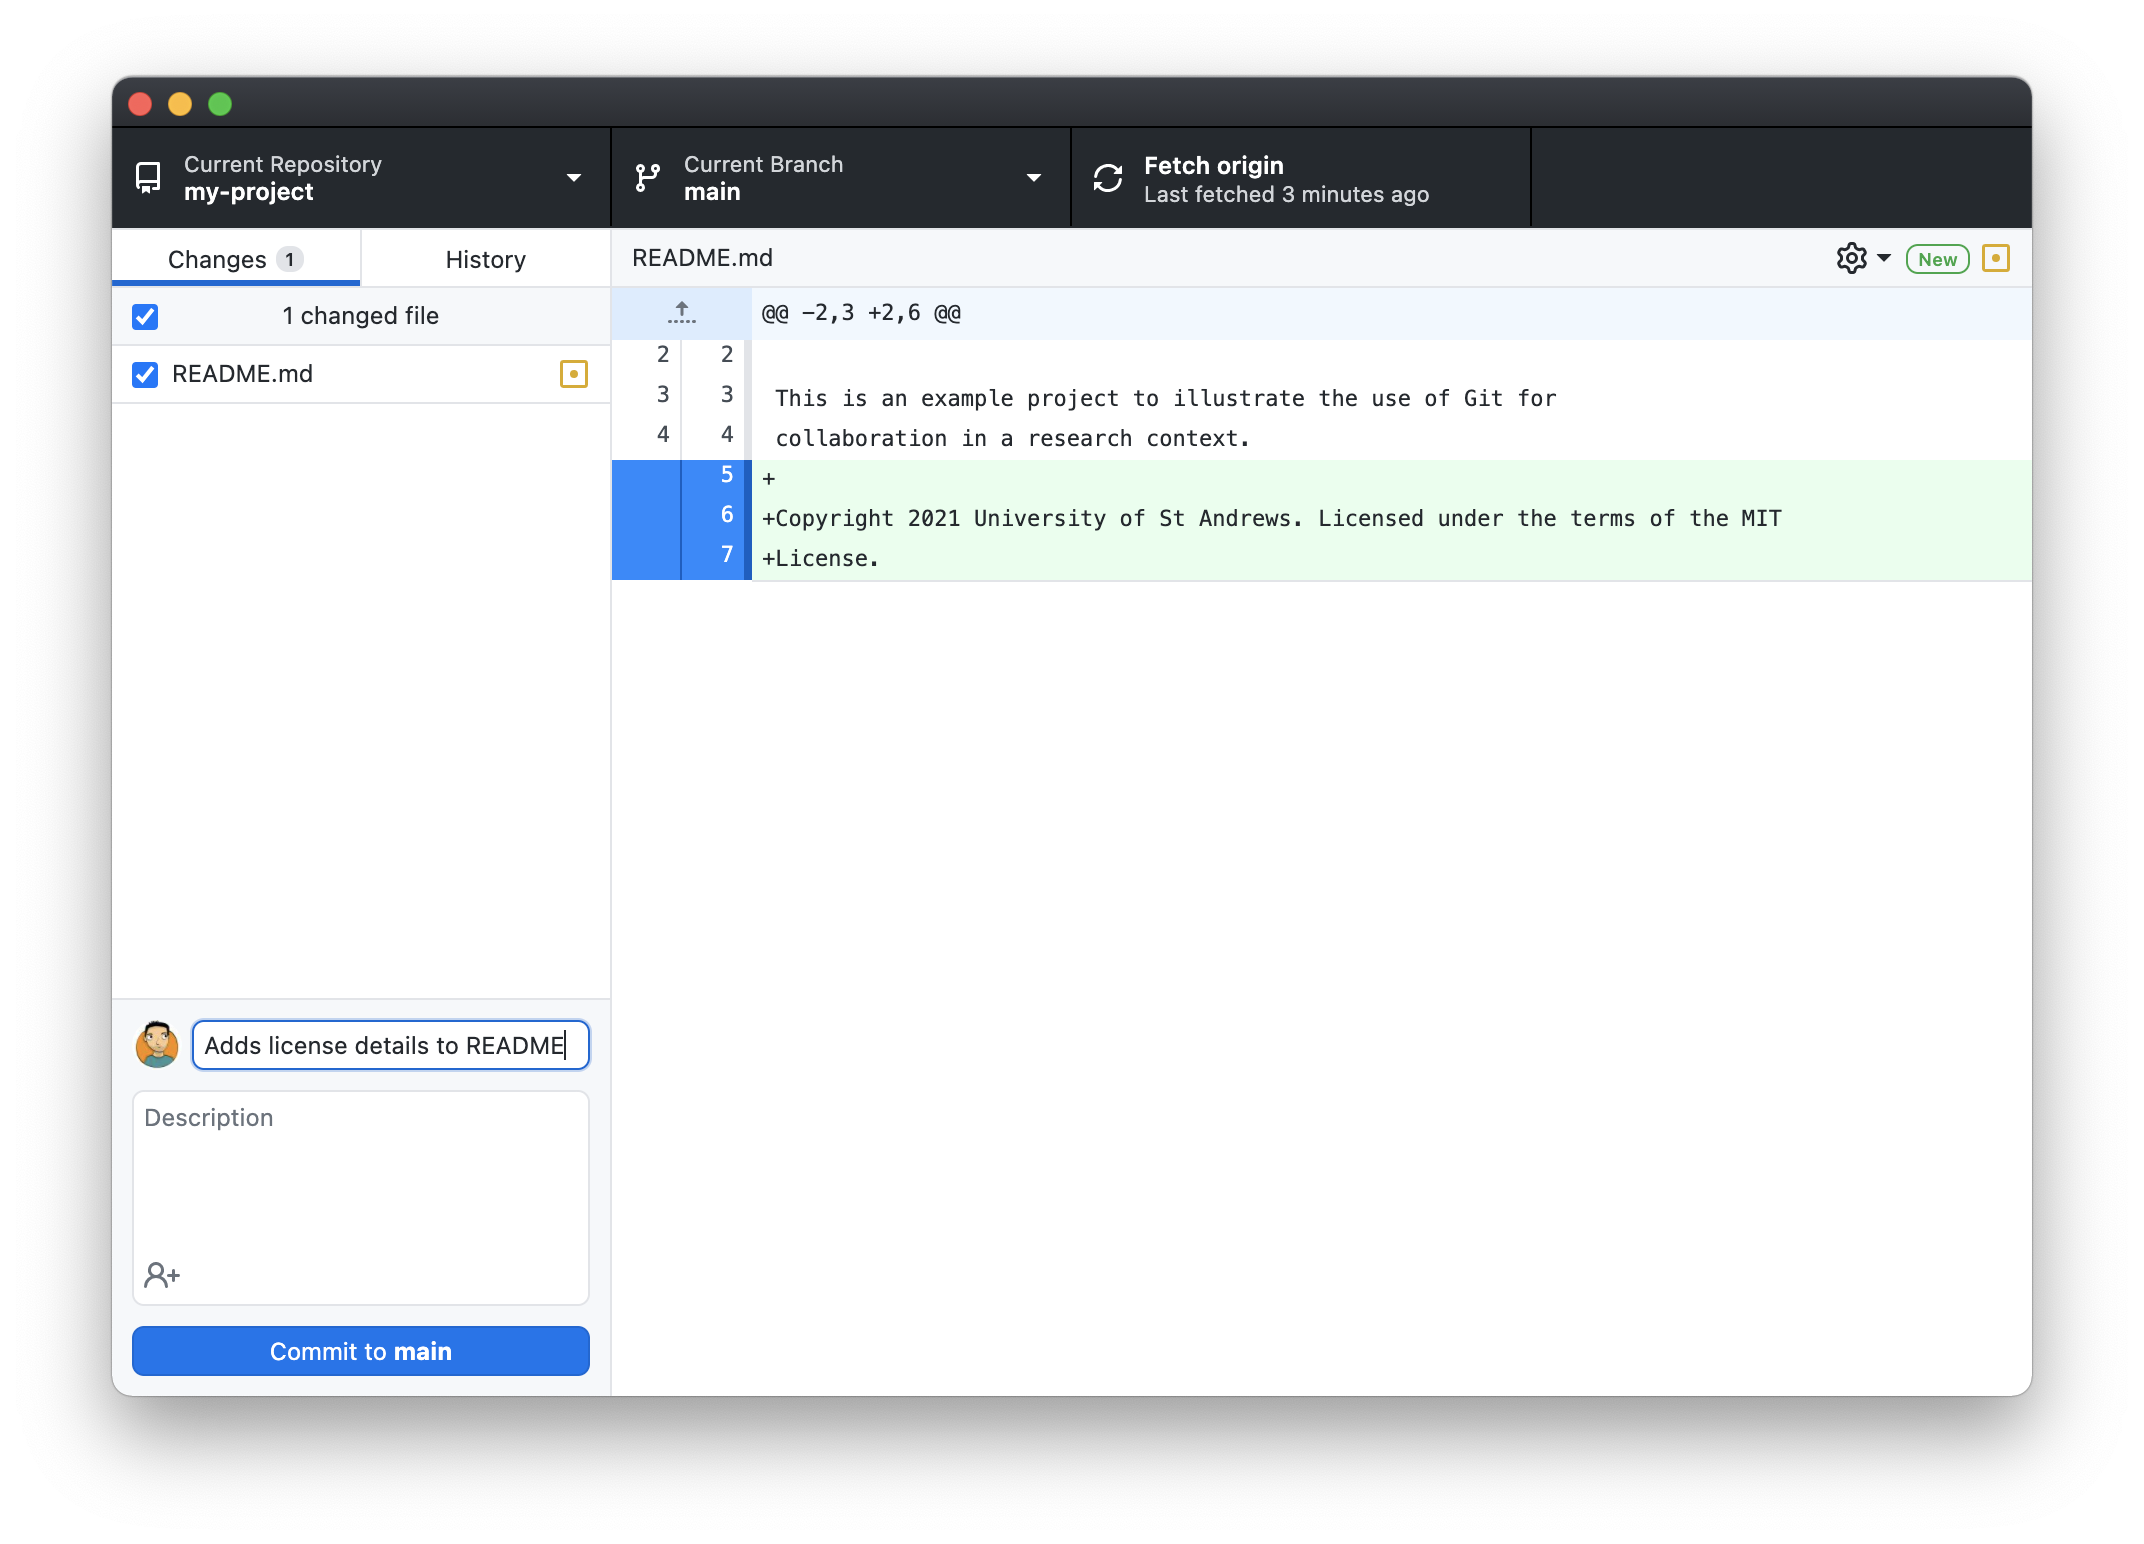 Current Repository
my-project
Current Branch
main
Fetch origin
Last fetched 3 minutes ago
Changes 1
History
README.md
New
1 changed file
README.md
@@ -2,3 +2,6 @@
2 2
3 3 This is an example project to illustrate the use of Git for
4 4 collaboration in a research context.
5 +
6 +Copyright 2021 University of St Andrews. Licensed under the terms of the MIT
7 +License.
Adds license details to README
Description
Commit to main